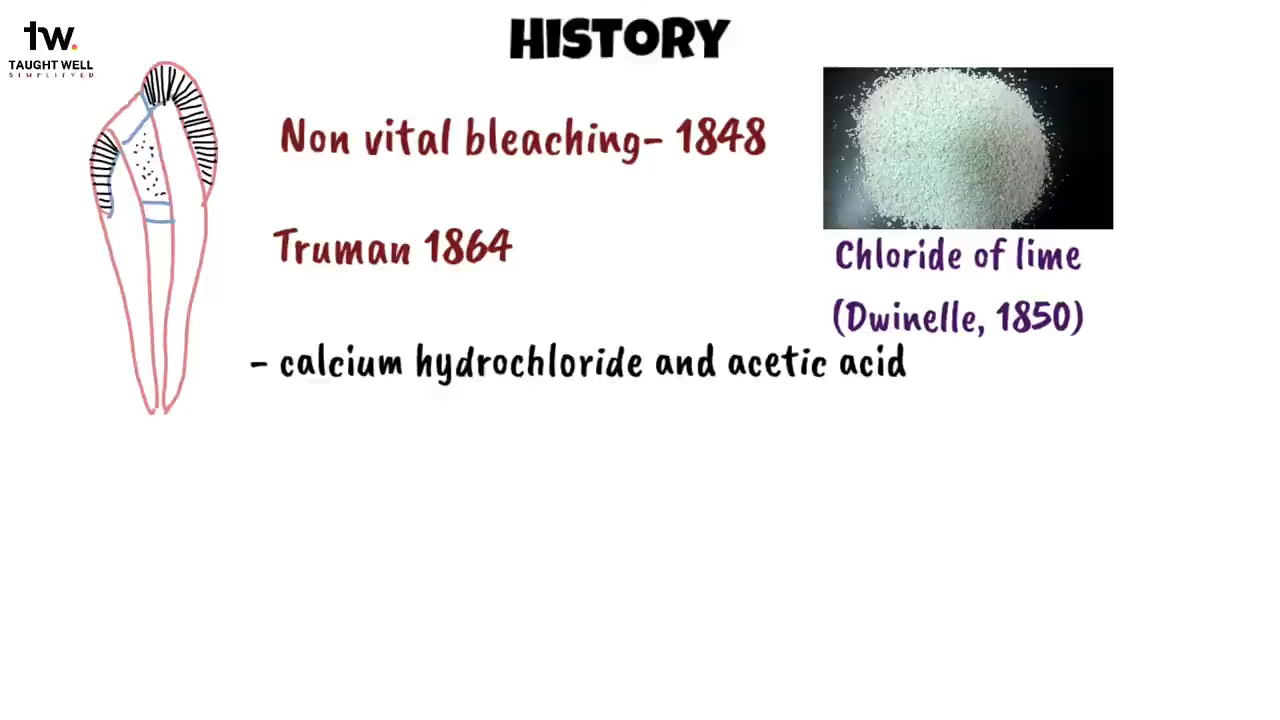 tw.
TAUGHT WELL
SIMPLIFYED
HISTORY
Non vital bleaching- 1848
Truman 1864
Chloride of lime
(Dwinelle, 1850)
- calcium hydrochloride and acetic acid